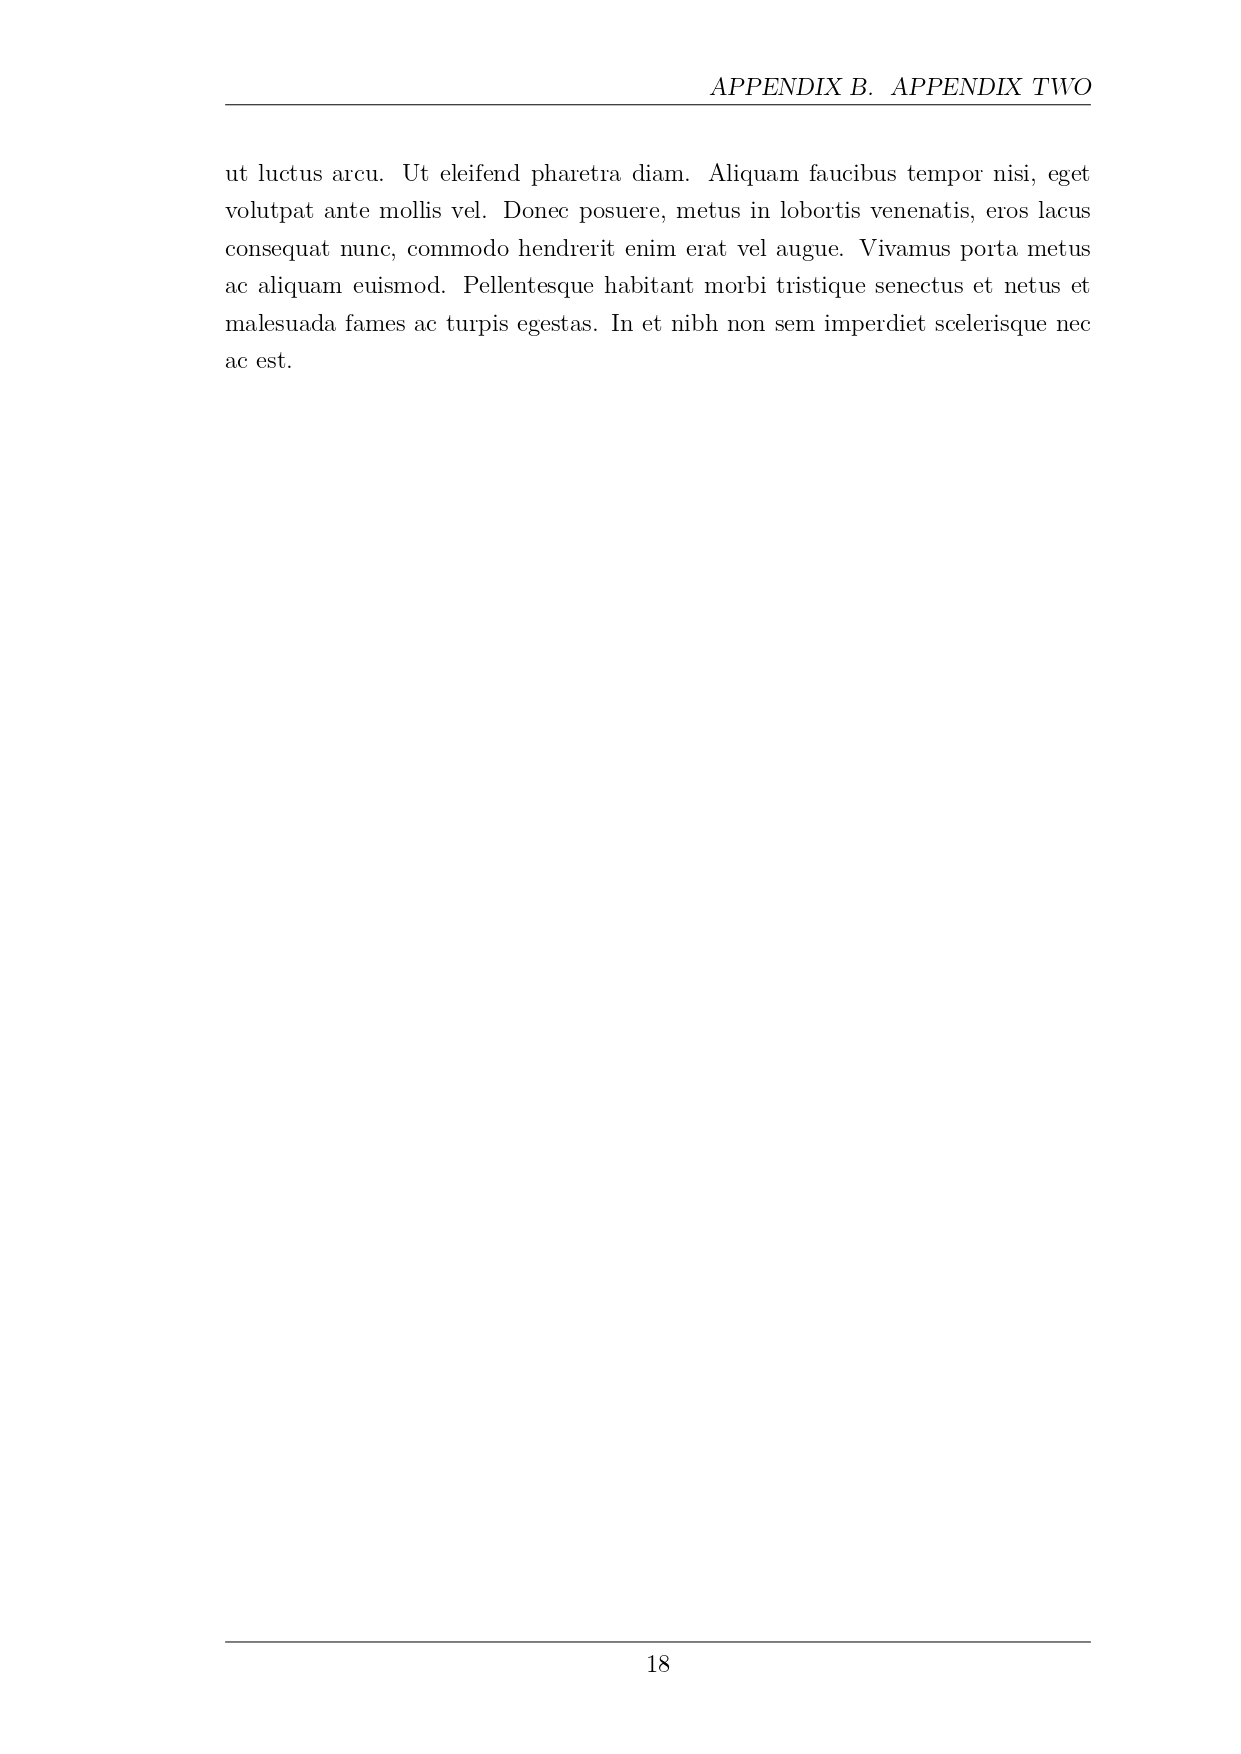 APPENDIX B. APPENDIX TWO
ut luctus arcu. Ut eleifend pharetra diam. Aliquam faucibus tempor nisi, eget
volutpat ante mollis vel. Donec posuere, metus in lobortis venenatis, eros lacus
consequat nunc, commodo hendrerit enim erat vel augue. Vivamus porta metus
ac aliquam euismod. Pellentesque habitant morbi tristique senectus et netus et
malesuada fames ac turpis egestas. In et nibh non sem imperdiet scelerisque nec
ac est.
18